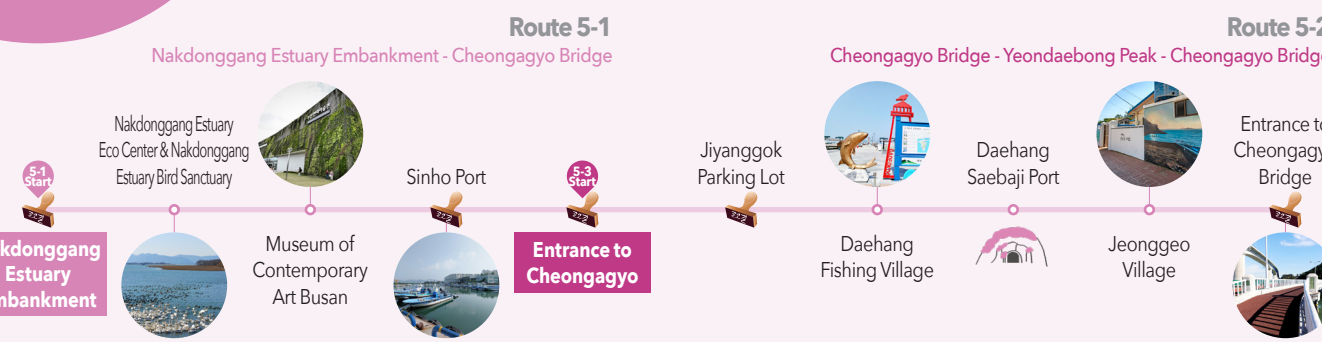 Route 5-1
Nakdonggang Estuary Embankment - Cheongagyo Bridge
5-1
Start
kdonggang
Estuary
mbankment
Nakdonggang Estuary
Eco Center & Nakdonggang
Estuary Bird Sanctuary
Museum of
Contemporary
Art Busan
Sinho Port
5-3
Start
Entrance to
Cheongagyo
Route 5-2
Cheongagyo Bridge - Yeondaebong Peak - Cheongagyo Bridge
Jiyanggok
Parking Lot
Daehang
Fishing Village
Daehang
Saebaji Port
Jeonggeo
Village
Entrance to
Cheongagy
Bridge